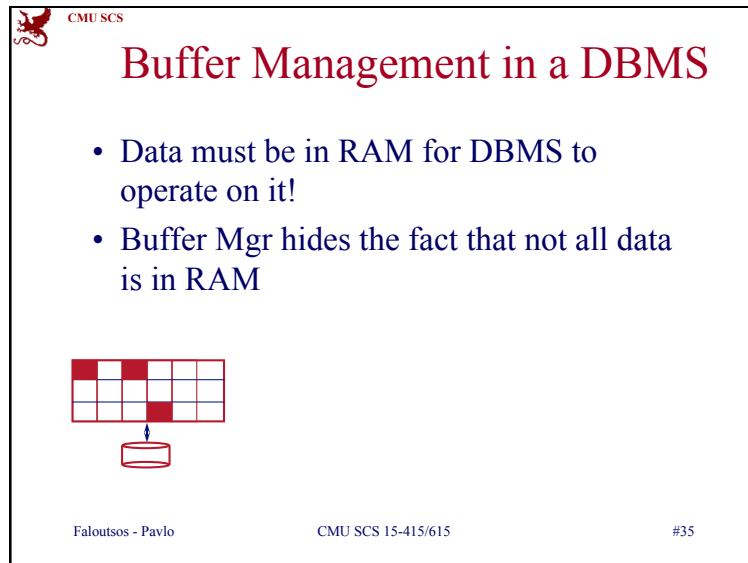 CMU SCS
Buffer Management in a DBMS
• Data must be in RAM for DBMS to
operate on it!
• Buffer Mgr hides the fact that not all data
is in RAM
Faloutsos - Pavlo
CMU SCS 15-415/615
#35